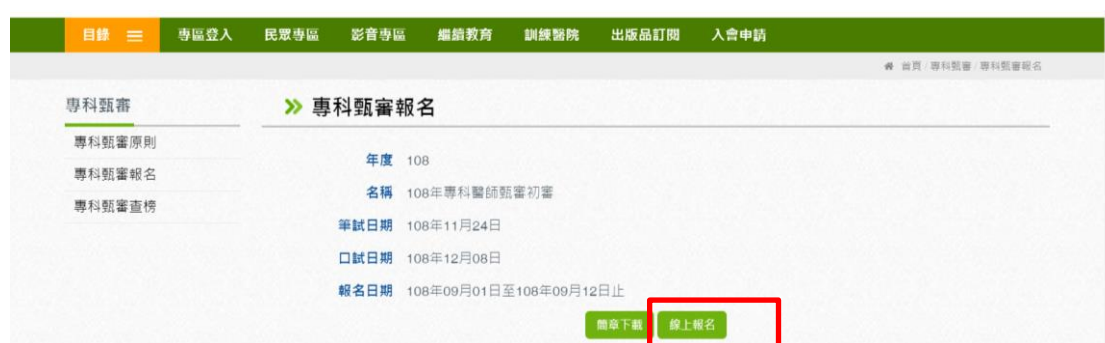 目錄 專區登入 民眾專區 影音專區 繼續教育 訓練醫院 出版品訂閱 入會申請
首頁 / 專科甄審 / 專科甄審報名
專科甄審
專科甄審原則
專科甄審報名
專科甄審查榜
專科甄審報名
年度 108
名稱 108年專科醫師甄審初審
筆試日期 108年11月24日
口試日期 108年12月08日
報名日期 108年09月01日至108年09月12日止
簡章下載 線上報名